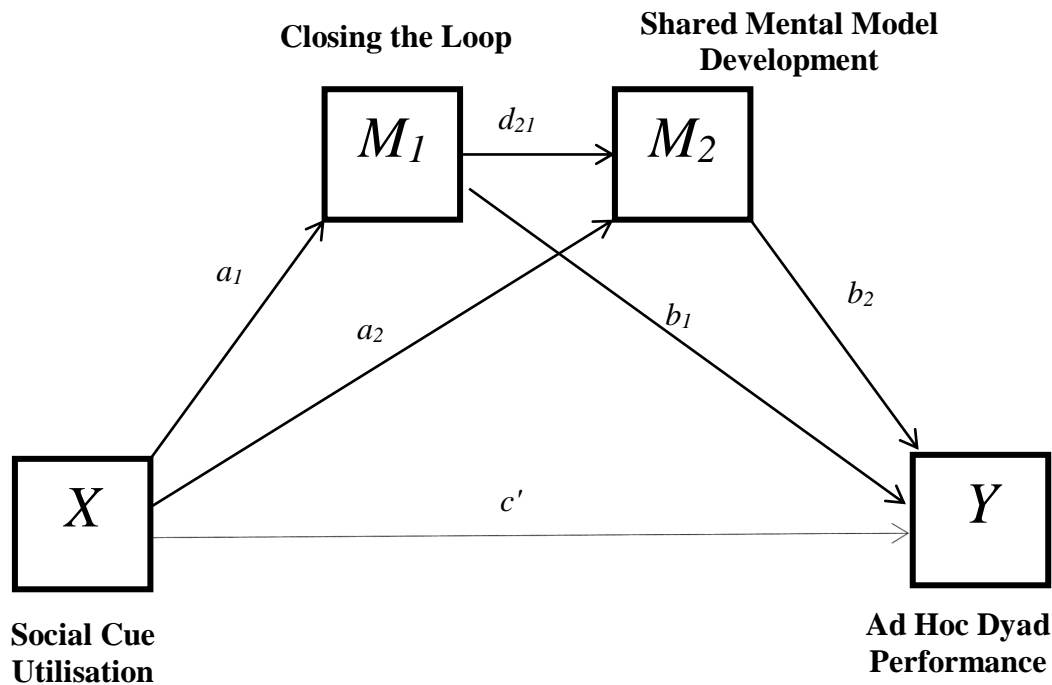 Closing the Loop
Shared Mental Model
Development
M1
d21
M2
a1
a2
b1
b2
c'
X
Y
Social Cue
Utilisation
Ad Hoc Dyad
Performance